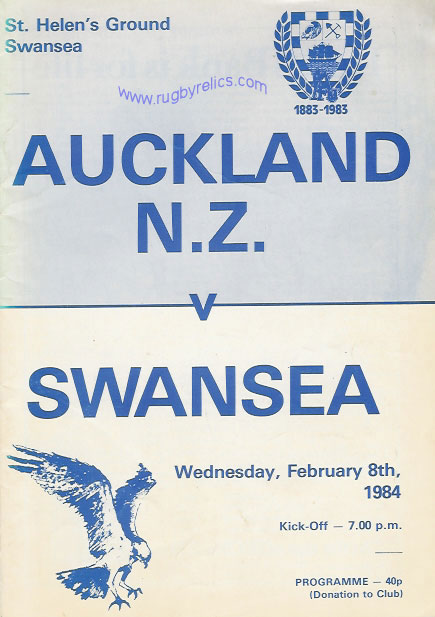 St. Helen's Ground
Swansea
www.rugbyrelics.com
1883-1983
AUCKLAND
N.Z.
v
SWANSEA
Wednesday, February 8th,
1984
Kick-Off — 7.00 p.m.
PROGRAMME — 40p
(Donation to Club)